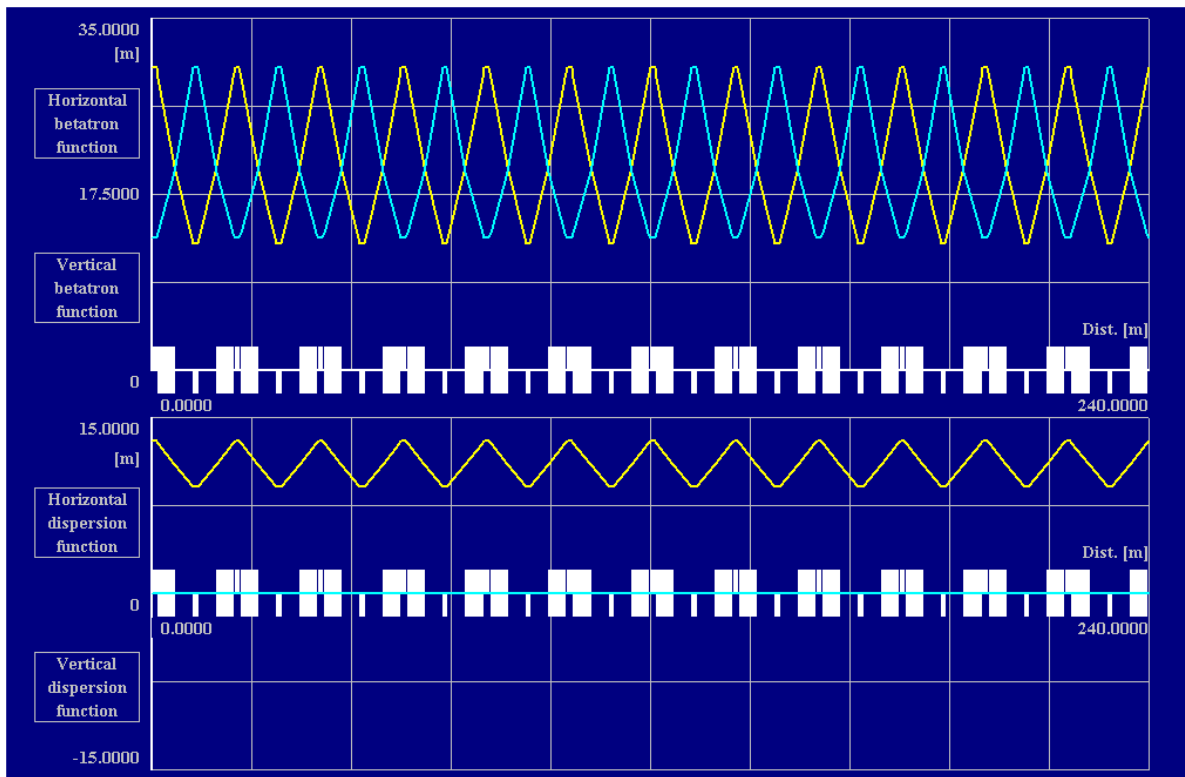 35.0000
[m]
Horizontal
betatron
function
17.5000
Vertical
betatron
function
Dist. [m]
0
0.0000
240.0000
15.0000
[m]
Horizontal
dispersion
function
Dist. [m]
0
0.0000
240.0000
Vertical
dispersion
function
-15.0000